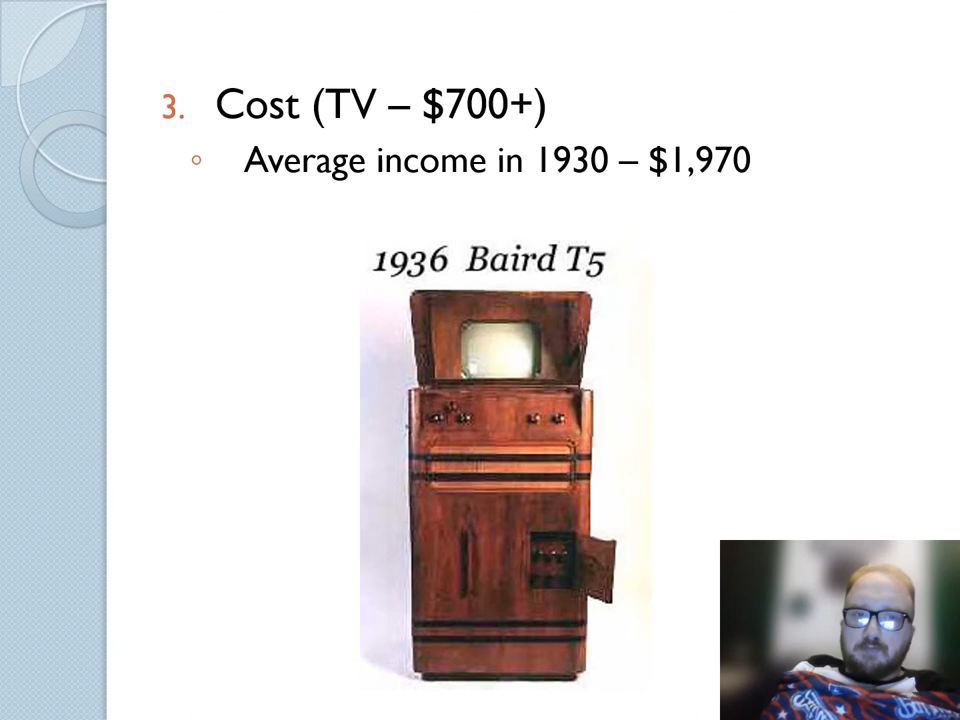 3. Cost (TV – $700+)
◦ Average income in 1930 – $1,970
1936 Baird T5